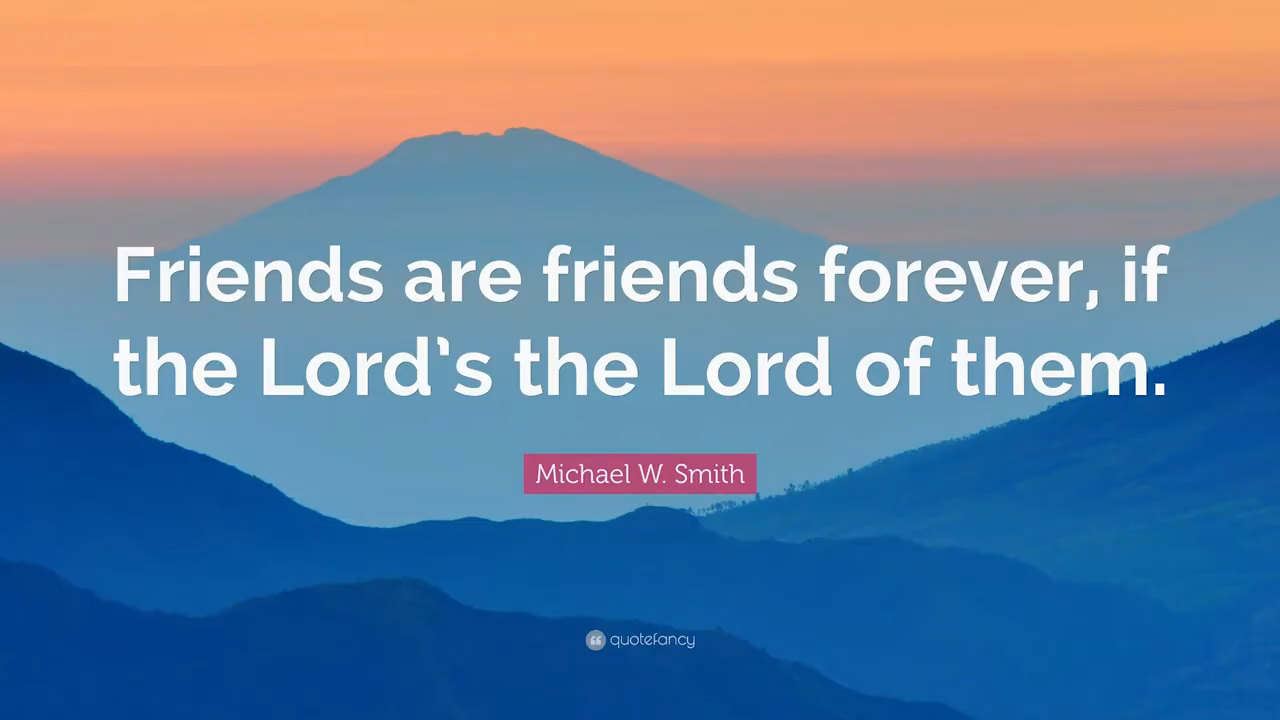 Friends are friends forever, if
the Lord’s the Lord of them.
Michael W. Smith
quotefancy